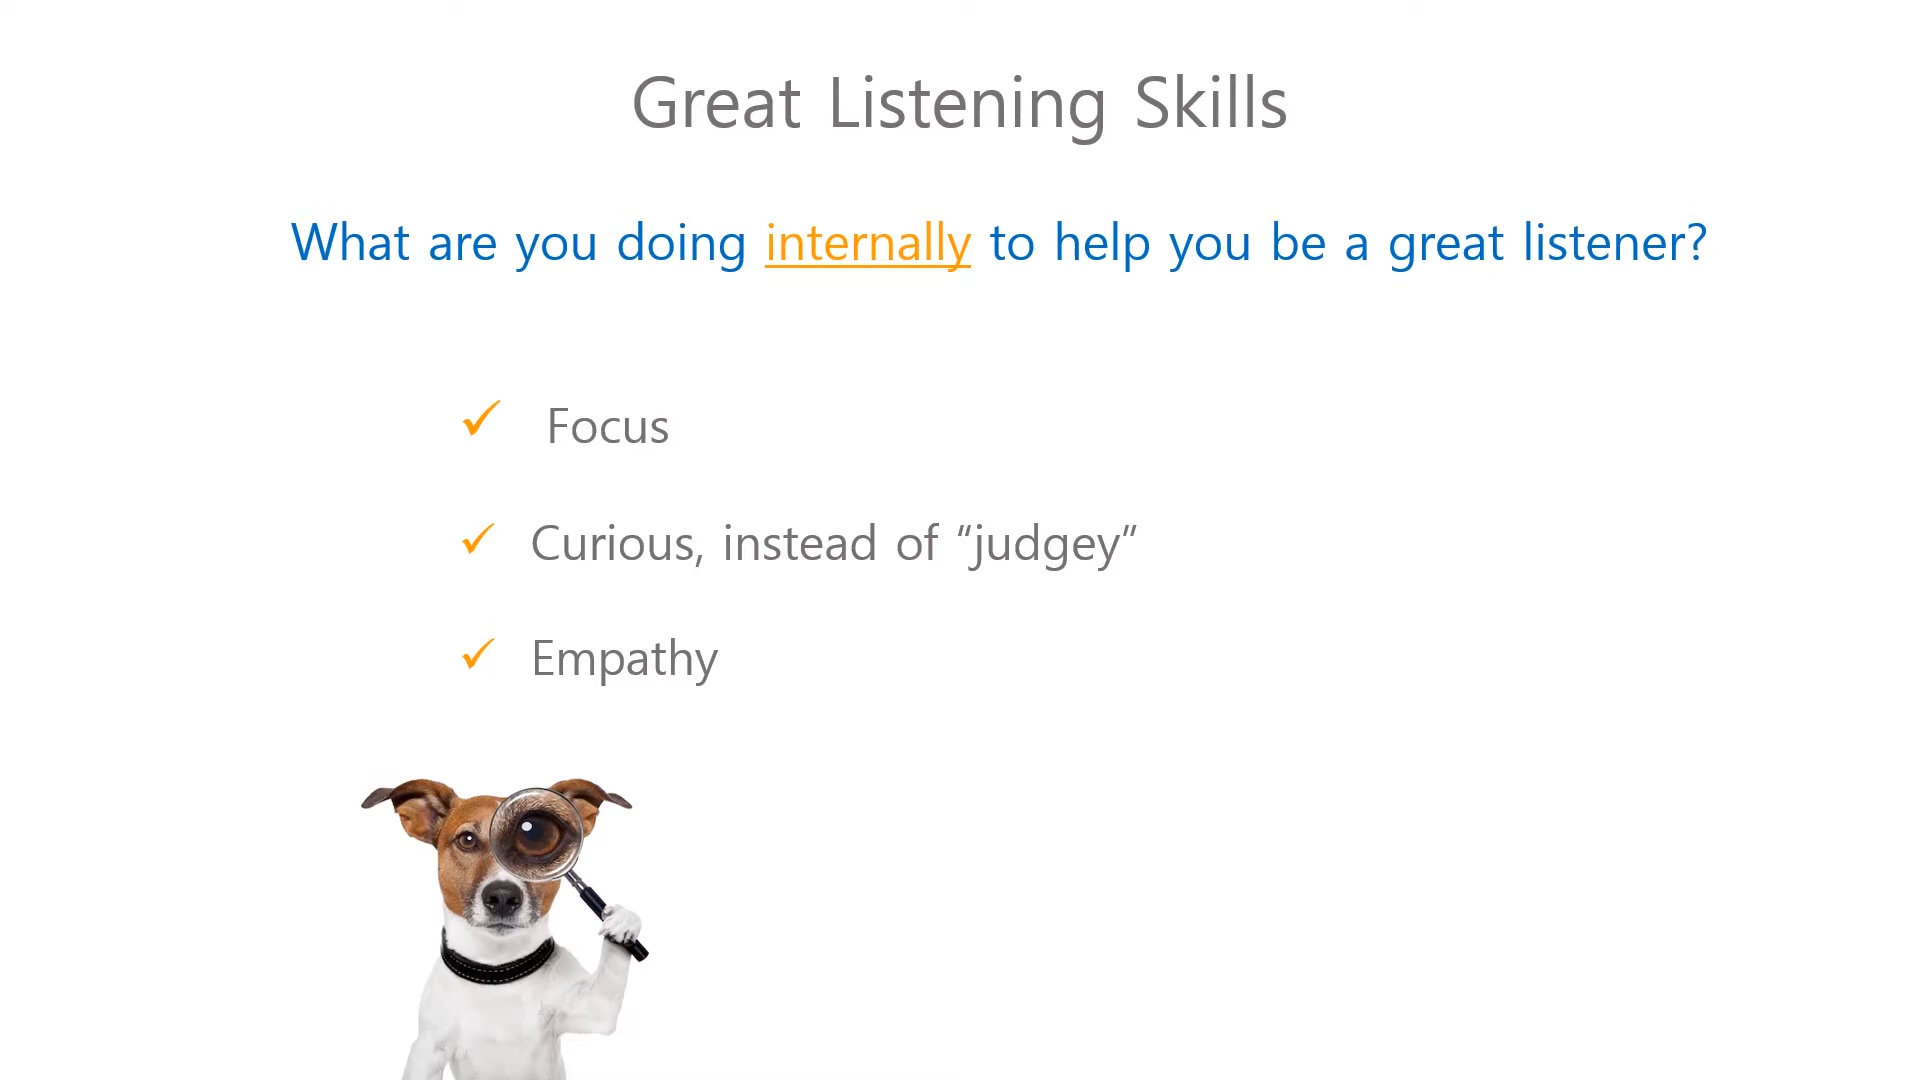 Great Listening Skills
What are you doing internally to help you be a great listener?
✓ Focus
✓ Curious, instead of “judgey”
✓ Empathy